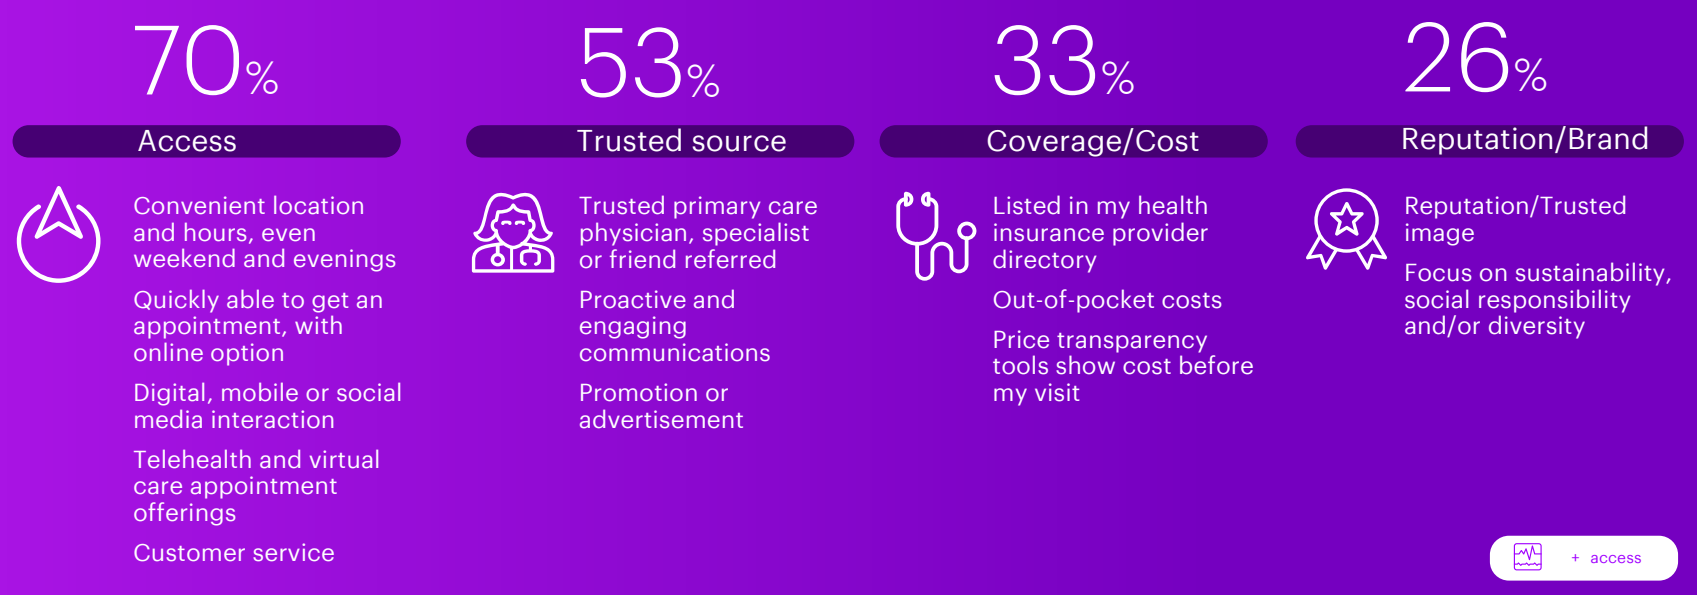 70%
Access
Convenient location
and hours, even
weekend and evenings
Quickly able to get an
appointment, with
online option
Digital, mobile or social
media interaction
Telehealth and virtual
care appointment
offerings
Customer service
53%
Trusted source
Trusted primary care
physician, specialist
or friend referred
Proactive and
engaging
communications
Promotion or
advertisement
33%
Coverage/Cost
Listed in my health
insurance provider
directory
Out-of-pocket costs
Price transparency
tools show cost before
my visit
26%
Reputation/Brand
Reputation/Trusted
image
Focus on sustainability,
social responsibility
and/or diversity
+ access